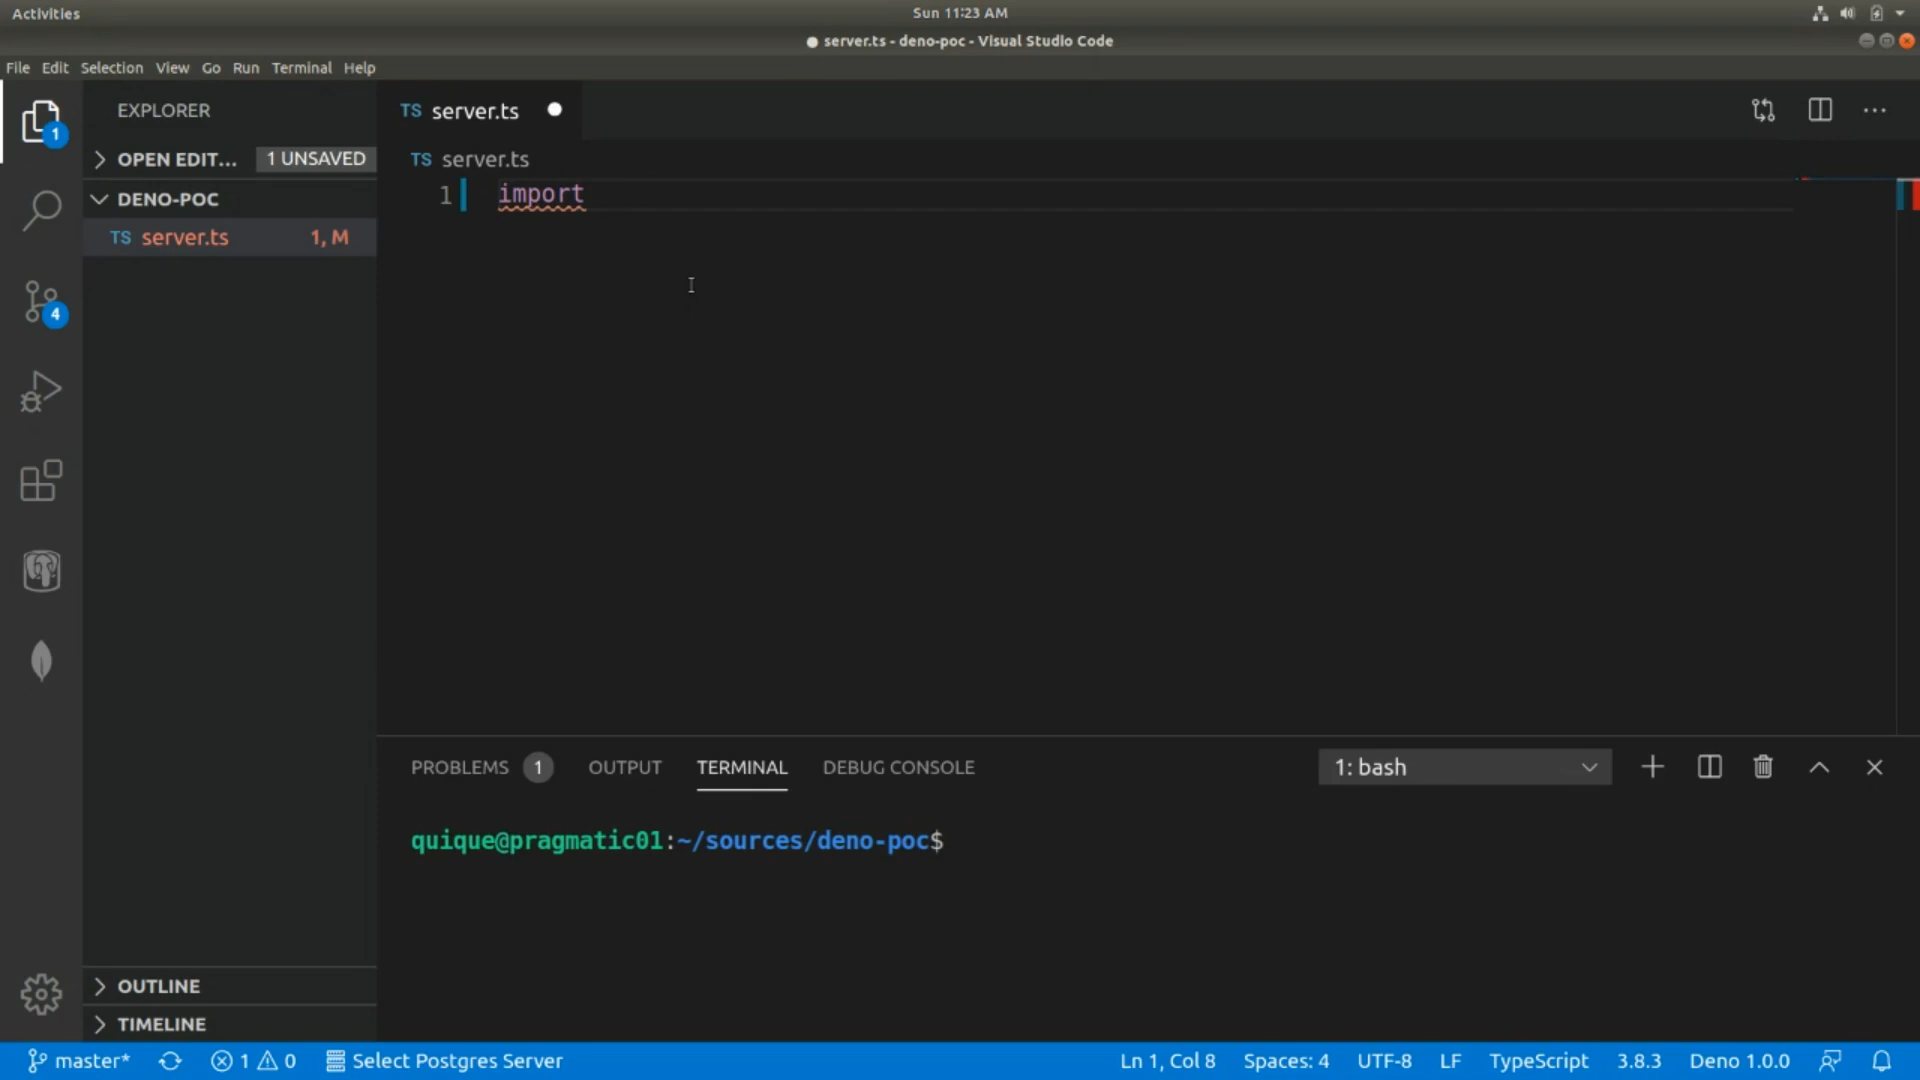 Activities
Sun 11:23 AM
● server.ts - deno-poc - Visual Studio Code
File Edit Selection View Go Run Terminal Help
EXPLORER
TS server.ts
1
OPEN EDIT... 1 UNSAVED
TS server.ts
DENO-POC
1 import
TS server.ts 1, M
4
PROBLEMS 1 OUTPUT TERMINAL DEBUG CONSOLE 1: bash
quique@pragmatic01:~/sources/deno-poc$
OUTLINE
TIMELINE
master* 1 0 Select Postgres Server Ln 1, Col 8 Spaces: 4 UTF-8 LF TypeScript 3.8.3 Deno 1.0.0